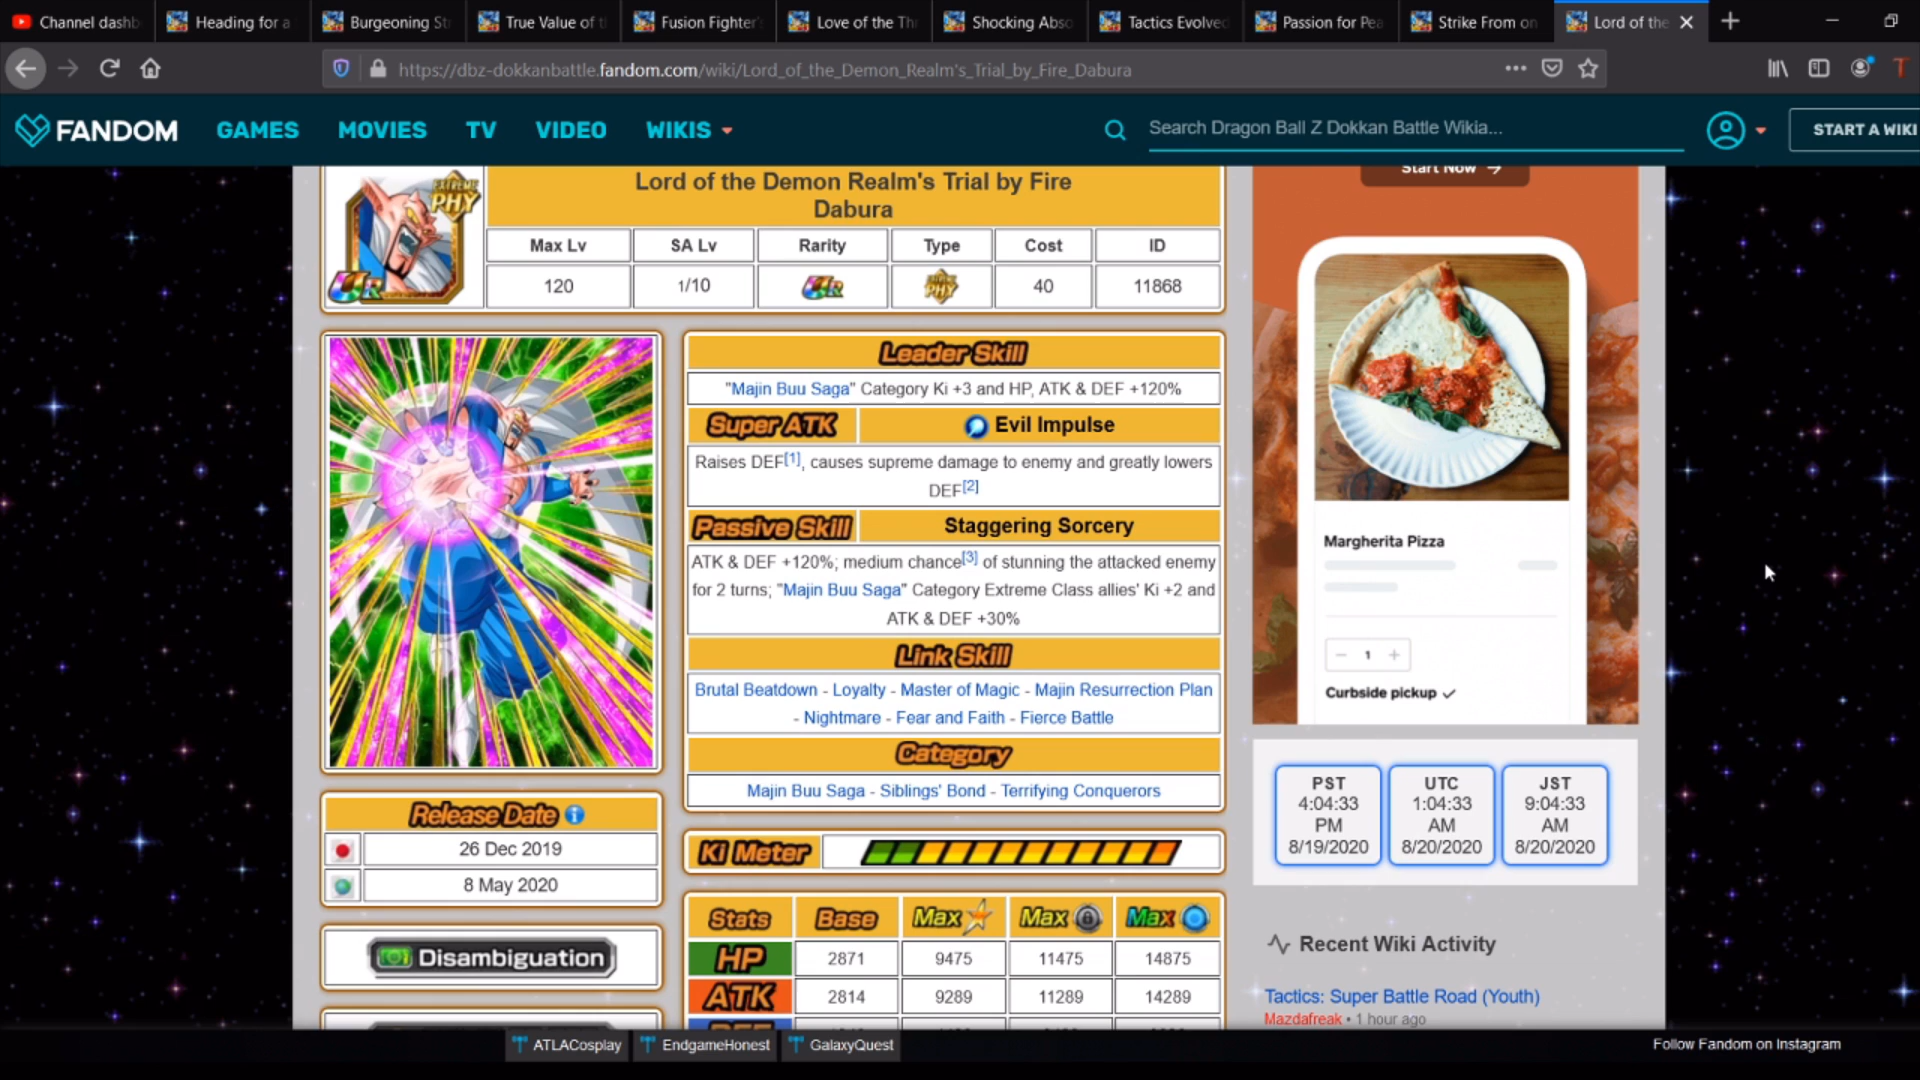 Channel dashb
Heading for a
Burgeoning St
True Value of t
Fusion Fighter'
Love of the Th
Shocking Abso
Tactics Evolved
Passion for Pea
Strike From on
Lord of the
https://dbz-dokkanbattle.fandom.com/wiki/Lord_of_the_Demon_Realm's_Trial_by_Fire_Dabura
FANDOM GAMES MOVIES TV VIDEO WIKIS
Search Dragon Ball Z Dokkan Battle Wikia...
START A WIKI
EXTREME
PHY
UR
Lord of the Demon Realm's Trial by Fire
Dabura
Max Lv SA Lv Rarity Type Cost ID
120 1/10 UR PHY 40 11868
Leader Skill
"Majin Buu Saga" Category Ki +3 and HP, ATK & DEF +120%
Super ATK Evil Impulse
Raises DEF[1], causes supreme damage to enemy and greatly lowers
DEF[2]
Passive Skill Staggering Sorcery
ATK & DEF +120%; medium chance[3] of stunning the attacked enemy
for 2 turns; "Majin Buu Saga" Category Extreme Class allies' Ki +2 and
ATK & DEF +30%
Link Skill
Brutal Beatdown - Loyalty - Master of Magic - Majin Resurrection Plan
- Nightmare - Fear and Faith - Fierce Battle
Category
Majin Buu Saga - Siblings' Bond - Terrifying Conquerors
Release Date
26 Dec 2019
8 May 2020
Disambiguation
Ki Meter
Stats Base Max Max Max
HP 2871 9475 11475 14875
ATK 2814 9289 11289 14289
Start Now →
Margherita Pizza
− 1 +
Curbside pickup ✓
PST
4:04:33
PM
8/19/2020
UTC
1:04:33
AM
8/20/2020
JST
9:04:33
AM
8/20/2020
Recent Wiki Activity
Tactics: Super Battle Road (Youth)
Mazdafreak • 1 hour ago
ATLACosplay EndgameHonest GalaxyQuest
Follow Fandom on Instagram